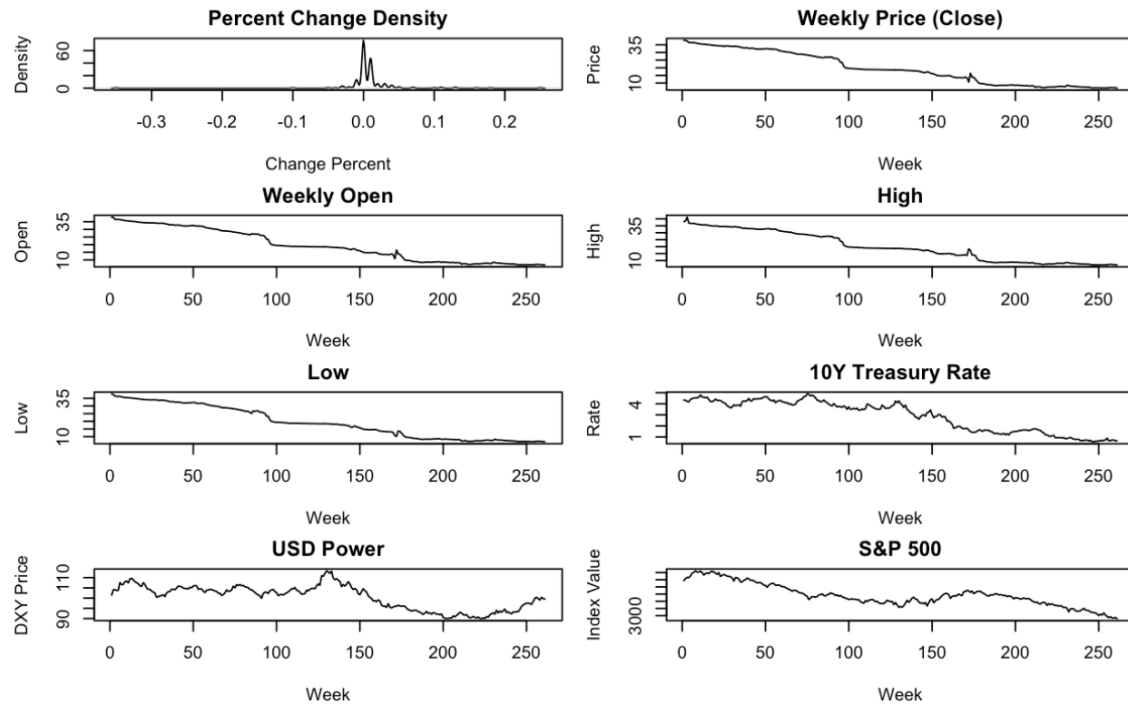 Percent Change Density
Density
60
0
-0.3 -0.2 -0.1 0.0 0.1 0.2
Change Percent
Weekly Price (Close)
Price
35
10
0 50 100 150 200 250
Week
Weekly Open
Open
35
10
0 50 100 150 200 250
Week
High
High
35
10
0 50 100 150 200 250
Week
Low
Low
35
10
0 50 100 150 200 250
Week
10Y Treasury Rate
Rate
4
1
0 50 100 150 200 250
Week
USD Power
DXY Price
110
90
0 50 100 150 200 250
Week
S&P 500
Index Value
3000
0 50 100 150 200 250
Week